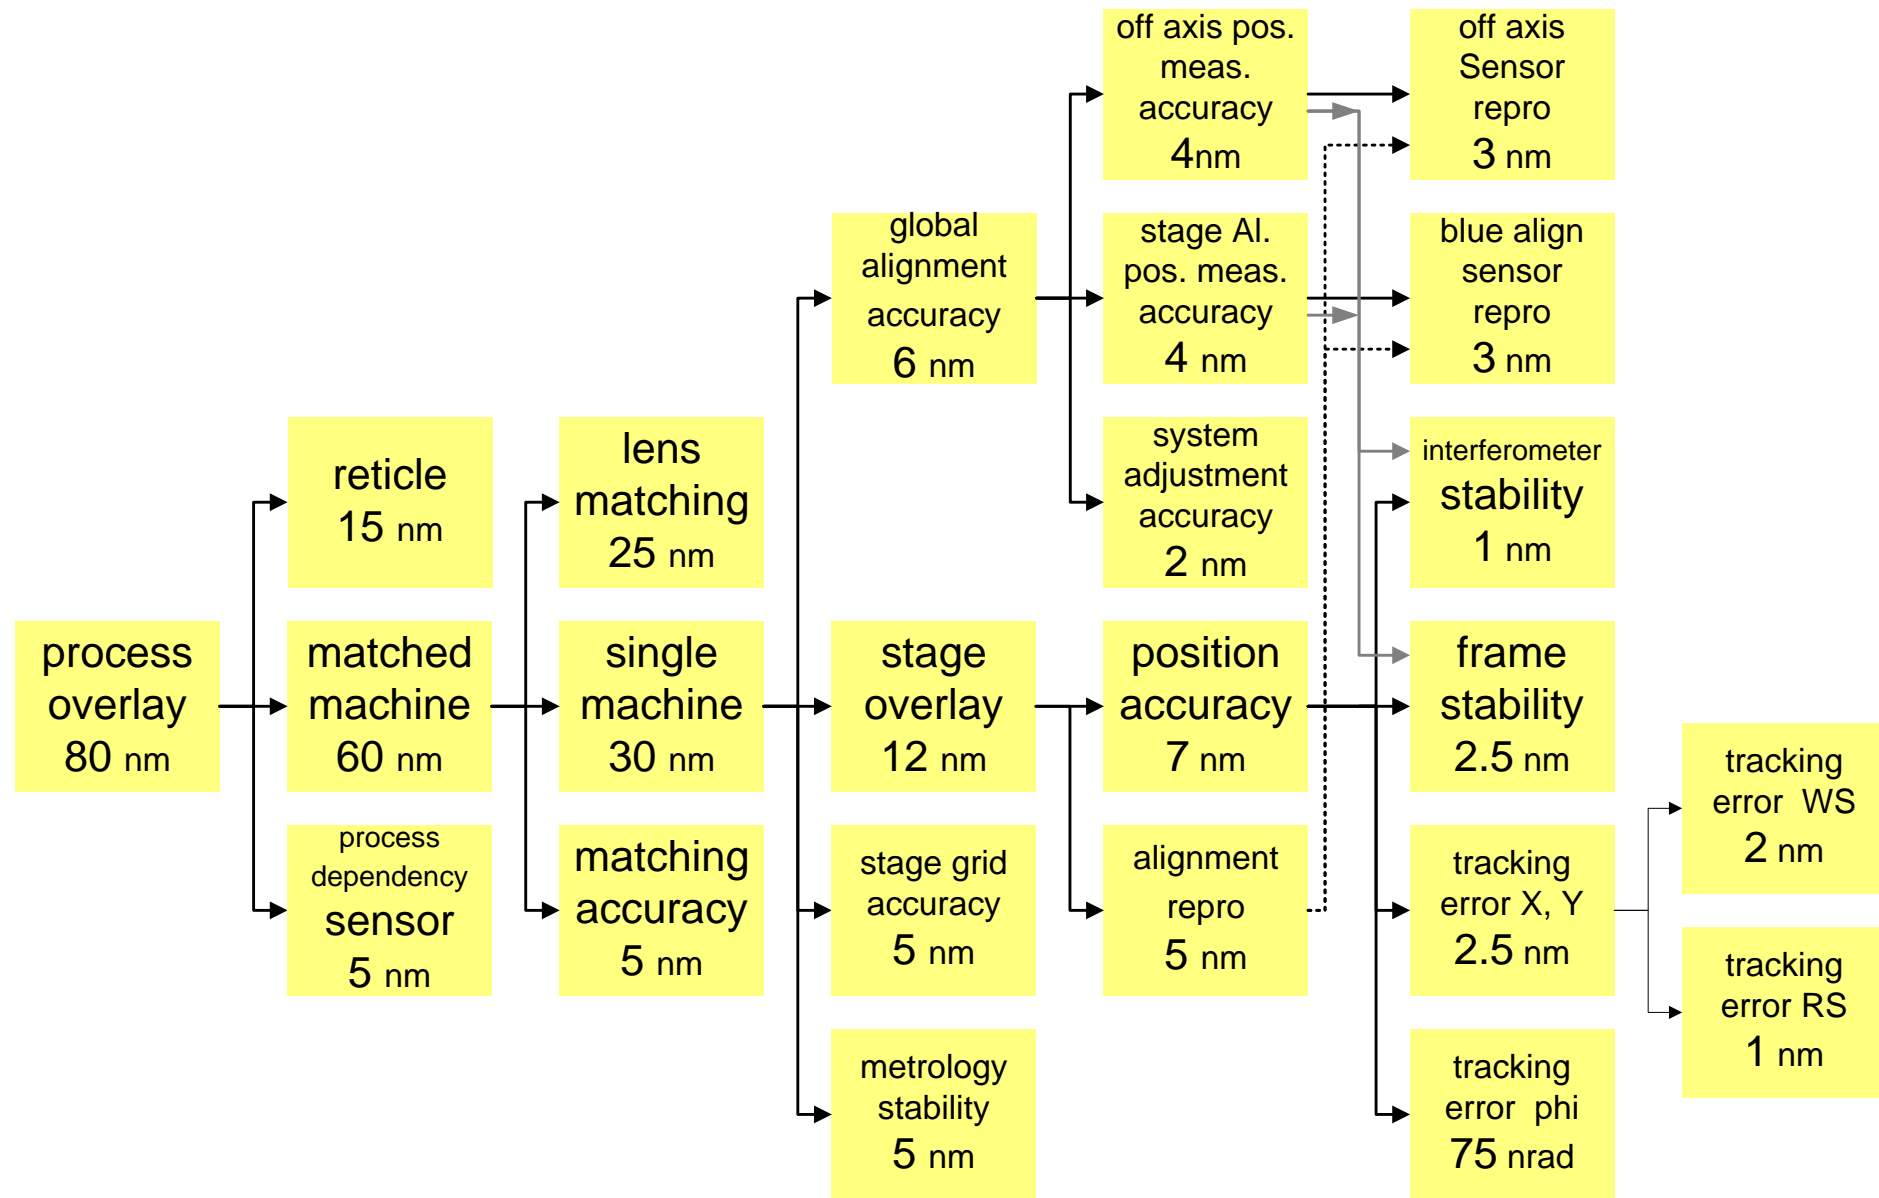 process
overlay
80 nm
reticle
15 nm
matched
machine
60 nm
process
dependency
sensor
5 nm
lens
matching
25 nm
single
machine
30 nm
matching
accuracy
5 nm
global
alignment
accuracy
6 nm
stage
overlay
12 nm
stage grid
accuracy
5 nm
metrology
stability
5 nm
off axis pos.
meas.
accuracy
4nm
stage Al.
pos. meas.
accuracy
4 nm
system
adjustment
accuracy
2 nm
position
accuracy
7 nm
alignment
repro
5 nm
off axis
Sensor
repro
3 nm
blue align
sensor
repro
3 nm
interferometer
stability
1 nm
frame
stability
2.5 nm
tracking
error X, Y
2.5 nm
tracking
error phi
75 nrad
tracking
error WS
2 nm
tracking
error RS
1 nm